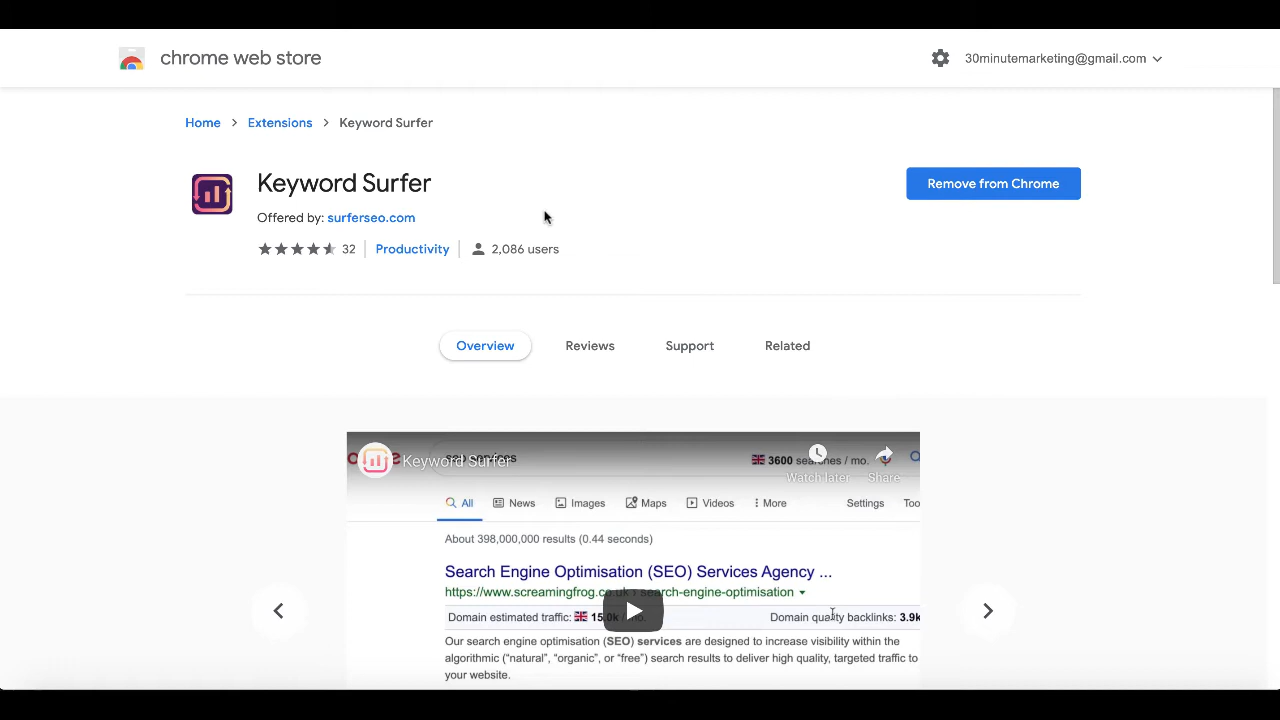 chrome web store
30minutemarketing@gmail.com
Home > Extensions > Keyword Surfer
Keyword Surfer
Remove from Chrome
Offered by: surferseo.com
32 Productivity 2,086 users
Overview Reviews Support Related
Keyword Surfer
3600 searches / mo.
Watch later Share
All News Images Maps Videos More Settings Too
About 398,000,000 results (0.44 seconds)
Search Engine Optimisation (SEO) Services Agency ...
https://www.screamingfrog.co.uk › search-engine-optimisation
Domain estimated traffic: 15.0k / mo. Domain quality backlinks: 3.9k
Our search engine optimisation (SEO) services are designed to increase visibility within the
algorithmic (“natural”, “organic”, or “free”) search results to deliver high quality, targeted traffic to
your website.